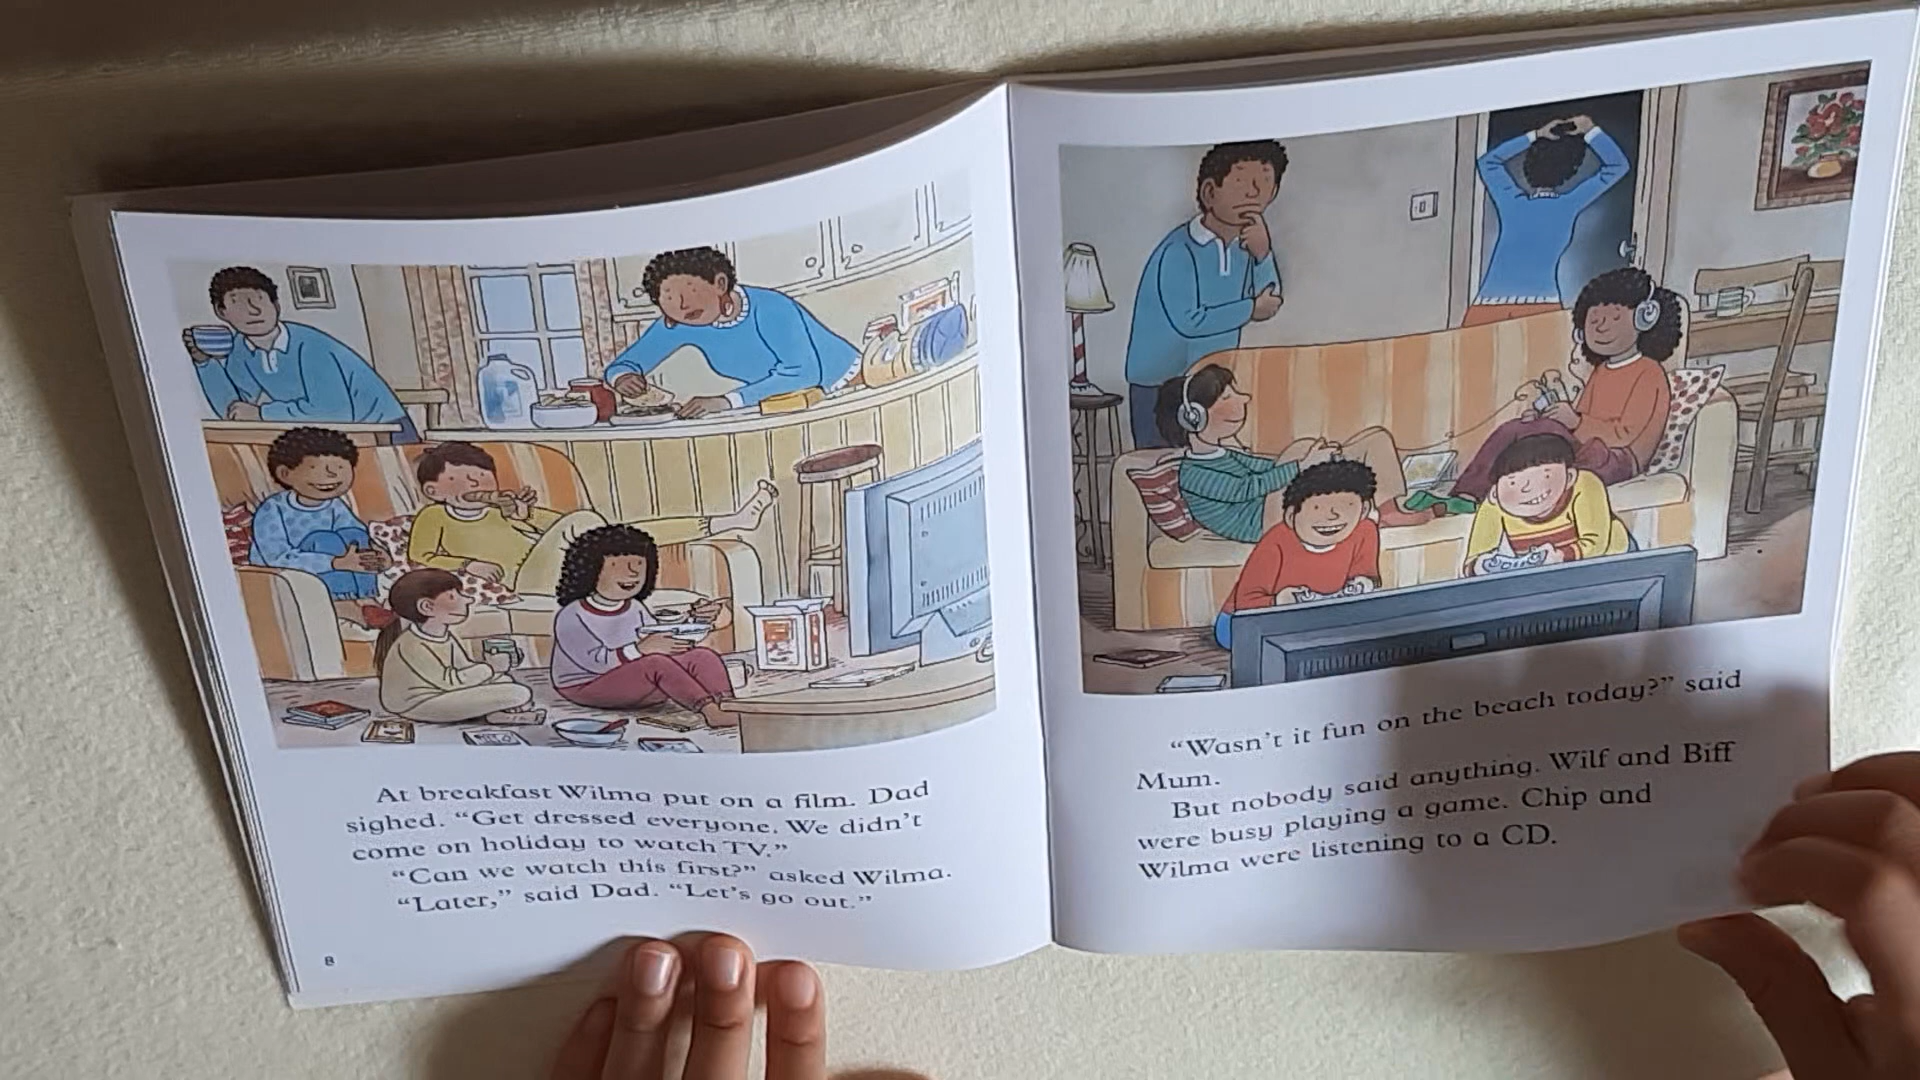 At breakfast Wilma put on a film. Dad
sighed. “Get dressed everyone. We didn’t
come on holiday to watch TV.”
“Can we watch this first?” asked Wilma.
“Later,” said Dad. “Let’s go out.”
8
“Wasn’t it fun on the beach today?” said
Mum.
But nobody said anything. Wilf and Biff
were busy playing a game. Chip and
Wilma were listening to a CD.